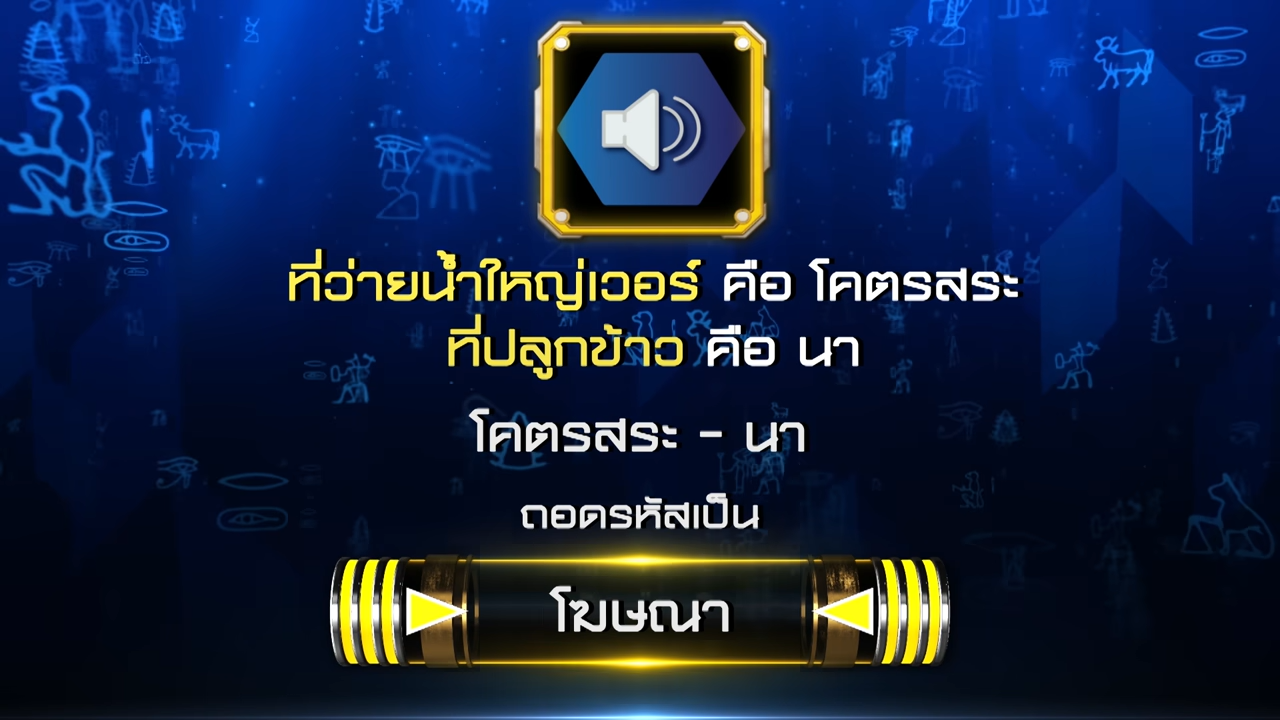 ที่ว่ายน้ำใหญ่เวอร์ คือ โคตรสระ
ที่ปลูกข้าว คือ นา
โคตรสระ - นา
ถอดรหัสเป็น
โฆษณา